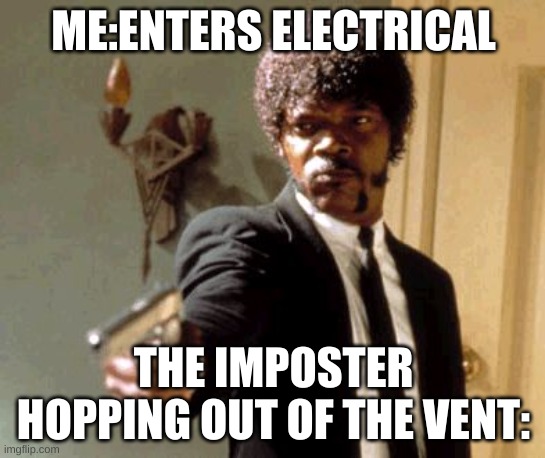 ME:ENTERS ELECTRICAL
THE IMPOSTER
HOPPING OUT OF THE VENT:
imgflip.com